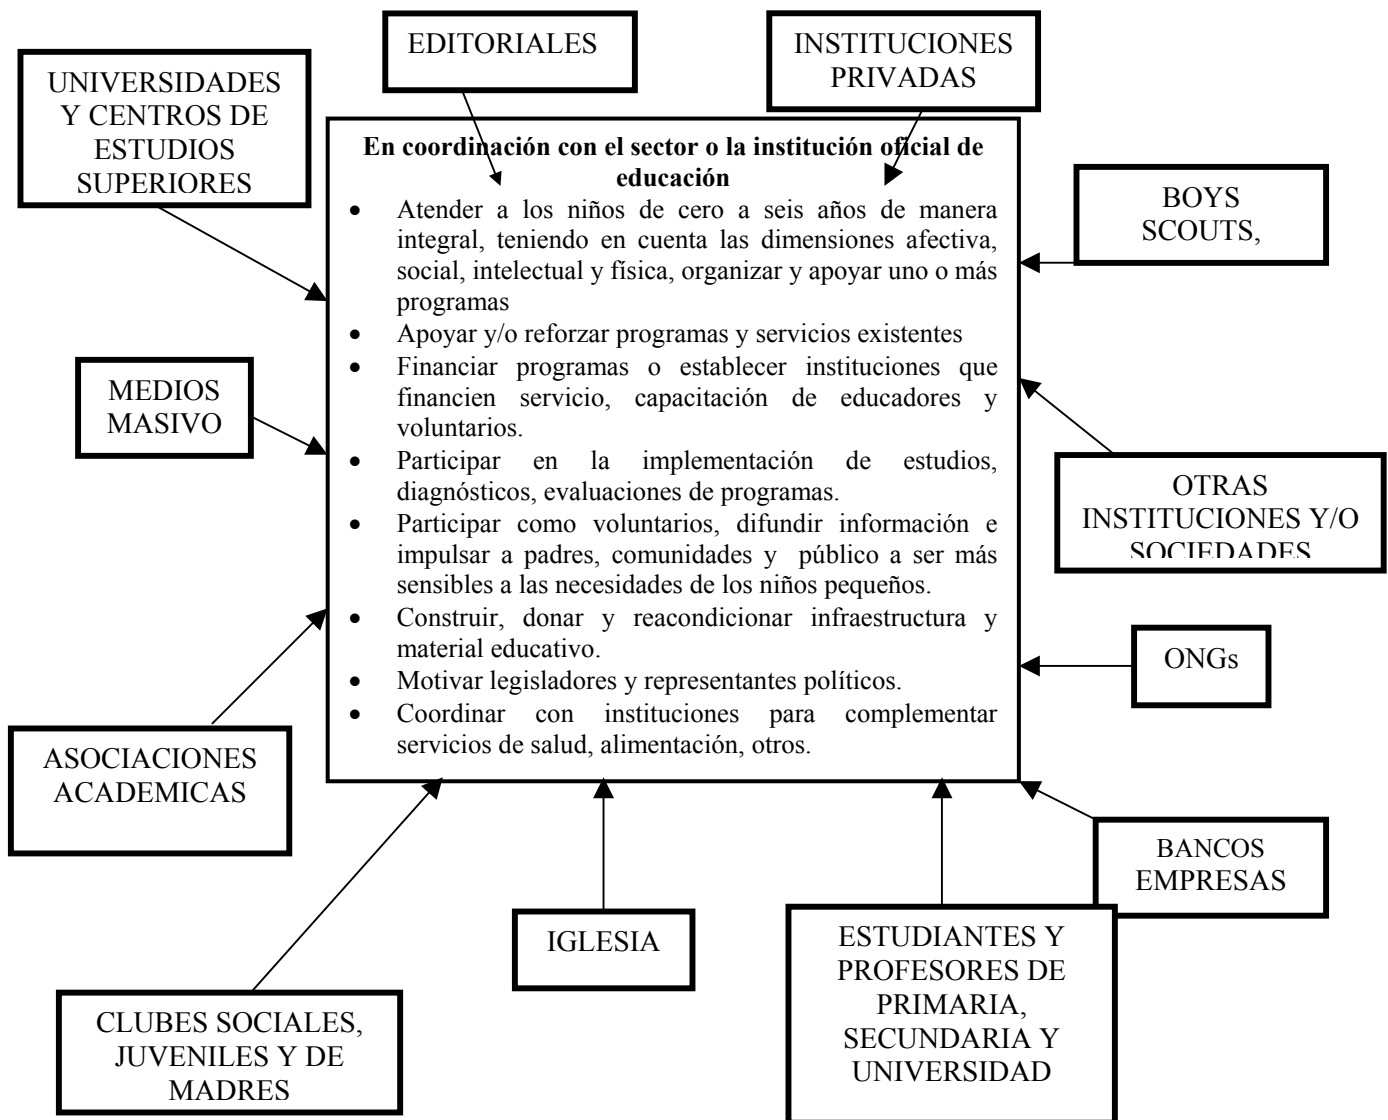 EDITORIALES
INSTITUCIONES
PRIVADAS
UNIVERSIDADES
Y CENTROS DE
ESTUDIOS
SUPERIORES
En coordinación con el sector o la institución oficial de
educación
• Atender a los niños de cero a seis años de manera
integral, teniendo en cuenta las dimensiones afectiva,
social, intelectual y física, organizar y apoyar uno o más
programas
• Apoyar y/o reforzar programas y servicios existentes
• Financiar programas o establecer instituciones que
financien servicio, capacitación de educadores y
voluntarios.
• Participar en la implementación de estudios,
diagnósticos, evaluaciones de programas.
• Participar como voluntarios, difundir información e
impulsar a padres, comunidades y público a ser más
sensibles a las necesidades de los niños pequeños.
• Construir, donar y reacondicionar infraestructura y
material educativo.
• Motivar legisladores y representantes políticos.
• Coordinar con instituciones para complementar
servicios de salud, alimentación, otros.
BOYS
SCOUTS,
MEDIOS
MASIVO
OTRAS
INSTITUCIONES Y/O
SOCIEDADES
ONGs
ASOCIACIONES
ACADEMICAS
BANCOS
EMPRESAS
IGLESIA
ESTUDIANTES Y
PROFESORES DE
PRIMARIA,
SECUNDARIA Y
UNIVERSIDAD
CLUBES SOCIALES,
JUVENILES Y DE
MADRES